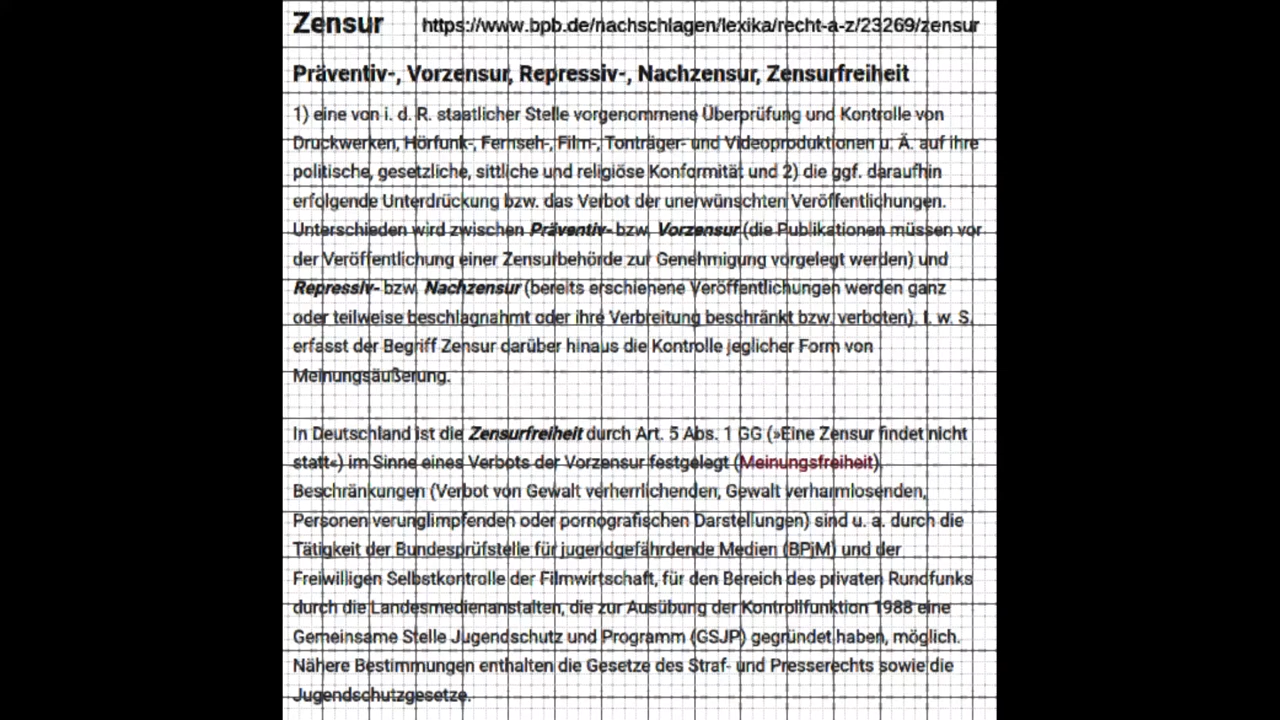 Zensur https://www.bpb.de/nachschlagen/lexika/recht-a-z/23269/zensur
Präventiv-, Vorzensur, Repressiv-, Nachzensur, Zensurfreiheit
1) eine von i. d. R. staatlicher Stelle vorgenommene Überprüfung und Kontrolle von
Druckwerken, Hörfunk-, Fernseh-, Film-, Tonträger- und Videoproduktionen u. Ä. auf ihre
politische, gesetzliche, sittliche und religiöse Konformität und 2) die ggf. daraufhin
erfolgende Unterdrückung bzw. das Verbot der unerwünschten Veröffentlichungen.
Unterschieden wird zwischen Präventiv- bzw. Vorzensur (die Publikationen müssen vor
der Veröffentlichung einer Zensurbehörde zur Genehmigung vorgelegt werden) und
Repressiv- bzw. Nachzensur (bereits erschienene Veröffentlichungen werden ganz
oder teilweise beschlagnahmt oder ihre Verbreitung beschränkt bzw. verboten). I. w. S.
erfasst der Begriff Zensur darüber hinaus die Kontrolle jeglicher Form von
Meinungsäußerung.
In Deutschland ist die Zensurfreiheit durch Art. 5 Abs. 1 GG (»Eine Zensur findet nicht
statt«) im Sinne eines Verbots der Vorzensur festgelegt (Meinungsfreiheit).
Beschränkungen (Verbot von Gewalt verherrlichenden, Gewalt verharmlosenden,
Personen verunglimpfenden oder pornografischen Darstellungen) sind u. a. durch die
Tätigkeit der Bundesprüfstelle für jugendgefährdende Medien (BPjM) und der
Freiwilligen Selbstkontrolle der Filmwirtschaft, für den Bereich des privaten Rundfunks
durch die Landesmedienanstalten, die zur Ausübung der Kontrollfunktion 1988 eine
Gemeinsame Stelle Jugendschutz und Programm (GSJP) gegründet haben, möglich.
Nähere Bestimmungen enthalten die Gesetze des Straf- und Presserechts sowie die
Jugendschutzgesetze.